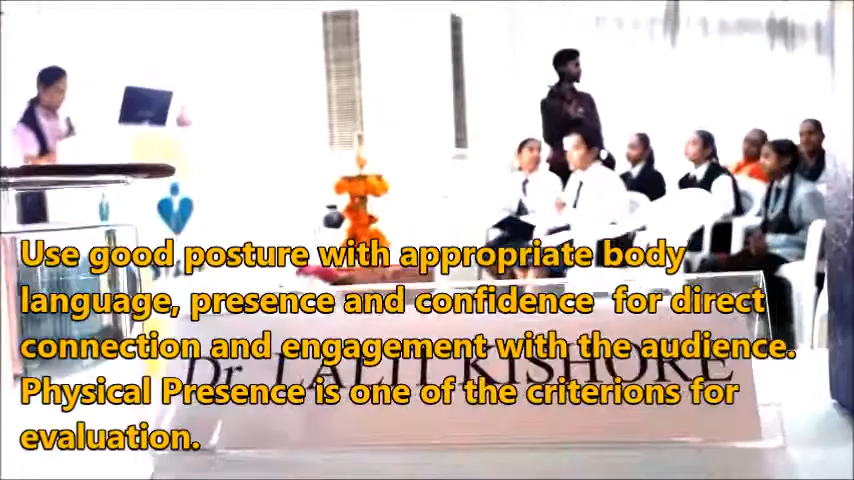 Use good posture with appropriate body
language, presence and confidence for direct
connection and engagement with the audience.
Physical Presence is one of the criterions for
evaluation.
Dr. LALIT KISHORE